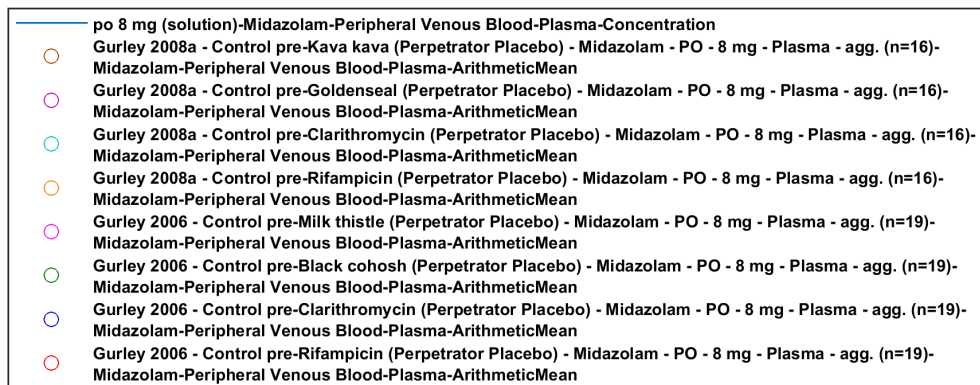 po 8 mg (solution)-Midazolam-Peripheral Venous Blood-Plasma-Concentration
Gurley 2008a - Control pre-Kava kava (Perpetrator Placebo) - Midazolam - PO - 8 mg - Plasma - agg. (n=16)-
Midazolam-Peripheral Venous Blood-Plasma-ArithmeticMean
Gurley 2008a - Control pre-Goldenseal (Perpetrator Placebo) - Midazolam - PO - 8 mg - Plasma - agg. (n=16)-
Midazolam-Peripheral Venous Blood-Plasma-ArithmeticMean
Gurley 2008a - Control pre-Clarithromycin (Perpetrator Placebo) - Midazolam - PO - 8 mg - Plasma - agg. (n=16)-
Midazolam-Peripheral Venous Blood-Plasma-ArithmeticMean
Gurley 2008a - Control pre-Rifampicin (Perpetrator Placebo) - Midazolam - PO - 8 mg - Plasma - agg. (n=16)-
Midazolam-Peripheral Venous Blood-Plasma-ArithmeticMean
Gurley 2006 - Control pre-Milk thistle (Perpetrator Placebo) - Midazolam - PO - 8 mg - Plasma - agg. (n=19)-
Midazolam-Peripheral Venous Blood-Plasma-ArithmeticMean
Gurley 2006 - Control pre-Black cohosh (Perpetrator Placebo) - Midazolam - PO - 8 mg - Plasma - agg. (n=19)-
Midazolam-Peripheral Venous Blood-Plasma-ArithmeticMean
Gurley 2006 - Control pre-Clarithromycin (Perpetrator Placebo) - Midazolam - PO - 8 mg - Plasma - agg. (n=19)-
Midazolam-Peripheral Venous Blood-Plasma-ArithmeticMean
Gurley 2006 - Control pre-Rifampicin (Perpetrator Placebo) - Midazolam - PO - 8 mg - Plasma - agg. (n=19)-
Midazolam-Peripheral Venous Blood-Plasma-ArithmeticMean